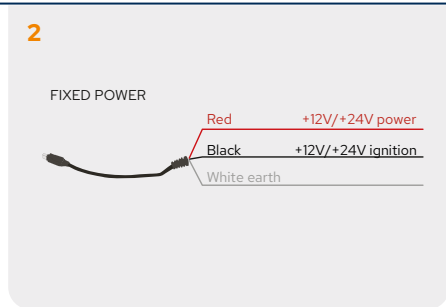 2
FIXED POWER
Red +12V/+24V power
Black +12V/+24V ignition
White earth